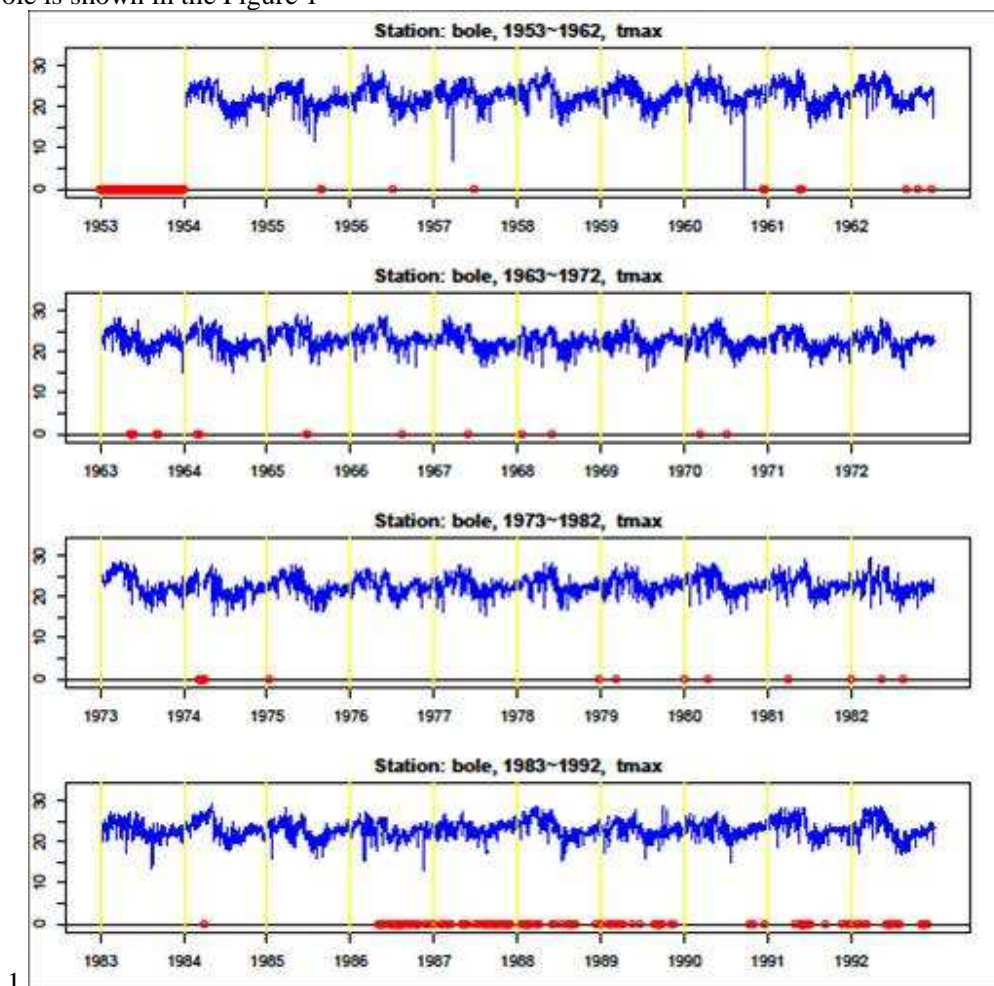 ole is shown in the Figure 1
Station: bole, 1953~1962, tmax
30
20
10
0
1953 1954 1955 1956 1957 1958 1959 1960 1961 1962
Station: bole, 1963~1972, tmax
30
20
10
0
1963 1964 1965 1966 1967 1968 1969 1970 1971 1972
Station: bole, 1973~1982, tmax
30
20
10
0
1973 1974 1975 1976 1977 1978 1979 1980 1981 1982
Station: bole, 1983~1992, tmax
30
20
10
0
1983 1984 1985 1986 1987 1988 1989 1990 1991 1992
1